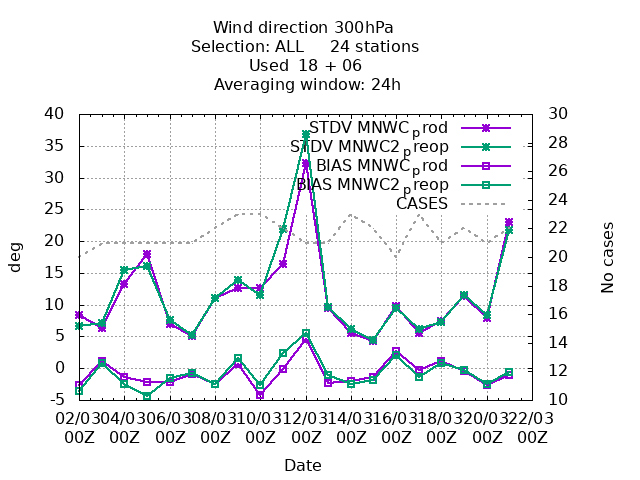 Wind direction 300hPa
Selection: ALL 24 stations
Used 18 + 06
Averaging window: 24h
STDV MNWC_prod
STDV MNWC2_preop
BIAS MNWC_prod
BIAS MNWC2_preop
CASES
deg
40
35
30
25
20
15
10
5
0
-5
No cases
30
28
26
24
22
20
18
16
14
12
10
02/03 04/03 06/03 08/03 10/03 12/03 14/03 16/03 18/03 20/03 22/03
00Z 00Z 00Z 00Z 00Z 00Z 00Z 00Z 00Z 00Z 00Z
Date